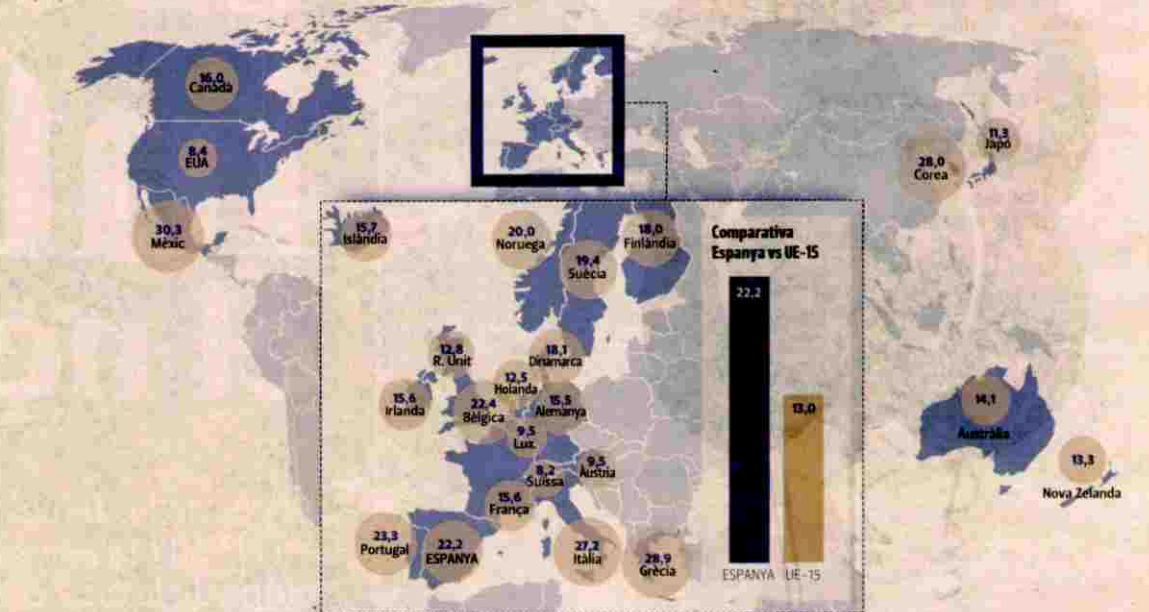 16,0
Canadà
8,4
EUA
30,3
Mèxic
11,3
Japó
28,0
Corea
15,7
Islàndia
20,0
Noruega
18,0
Finlàndia
19,4
Suècia
Comparativa
Espanya vs UE-15
22,2
13,0
ESPANYA UE-15
12,8
R. Unit
18,1
Dinamarca
12,5
Holanda
15,6
Irlanda
22,4
Bèlgica
15,5
Alemanya
9,5
Lux.
9,5
Àustria
8,2
Suïssa
15,6
França
23,3
Portugal
22,2
ESPANYA
27,2
Itàlia
28,9
Grècia
14,1
Austràlia
13,3
Nova Zelanda